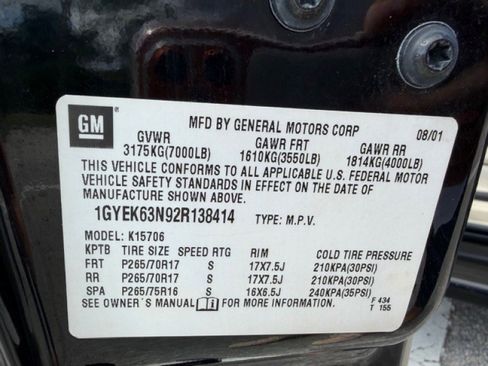 GM
MFD BY GENERAL MOTORS CORP 08/01
GVWR GAWR FRT GAWR RR
3175KG(7000LB) 1610KG(3550LB) 1814KG(4000LB)
THIS VEHICLE CONFORMS TO ALL APPLICABLE U.S. FEDERAL MOTOR
VEHICLE SAFETY STANDARDS IN EFFECT ON THE DATE OF
MANUFACTURE SHOWN ABOVE.
1GYEK63N92R138414 TYPE: M.P.V.
MODEL: K15706
KPTB TIRE SIZE SPEED RTG RIM COLD TIRE PRESSURE
FRT P265/70R17 S 17X7.5J 210KPA(30PSI)
RR P265/70R17 S 17X7.5J 210KPA(30PSI)
SPA P265/75R16 S 16X6.5J 240KPA(35PSI)
SEE OWNER'S MANUAL FOR MORE INFORMATION. F 434
T 155